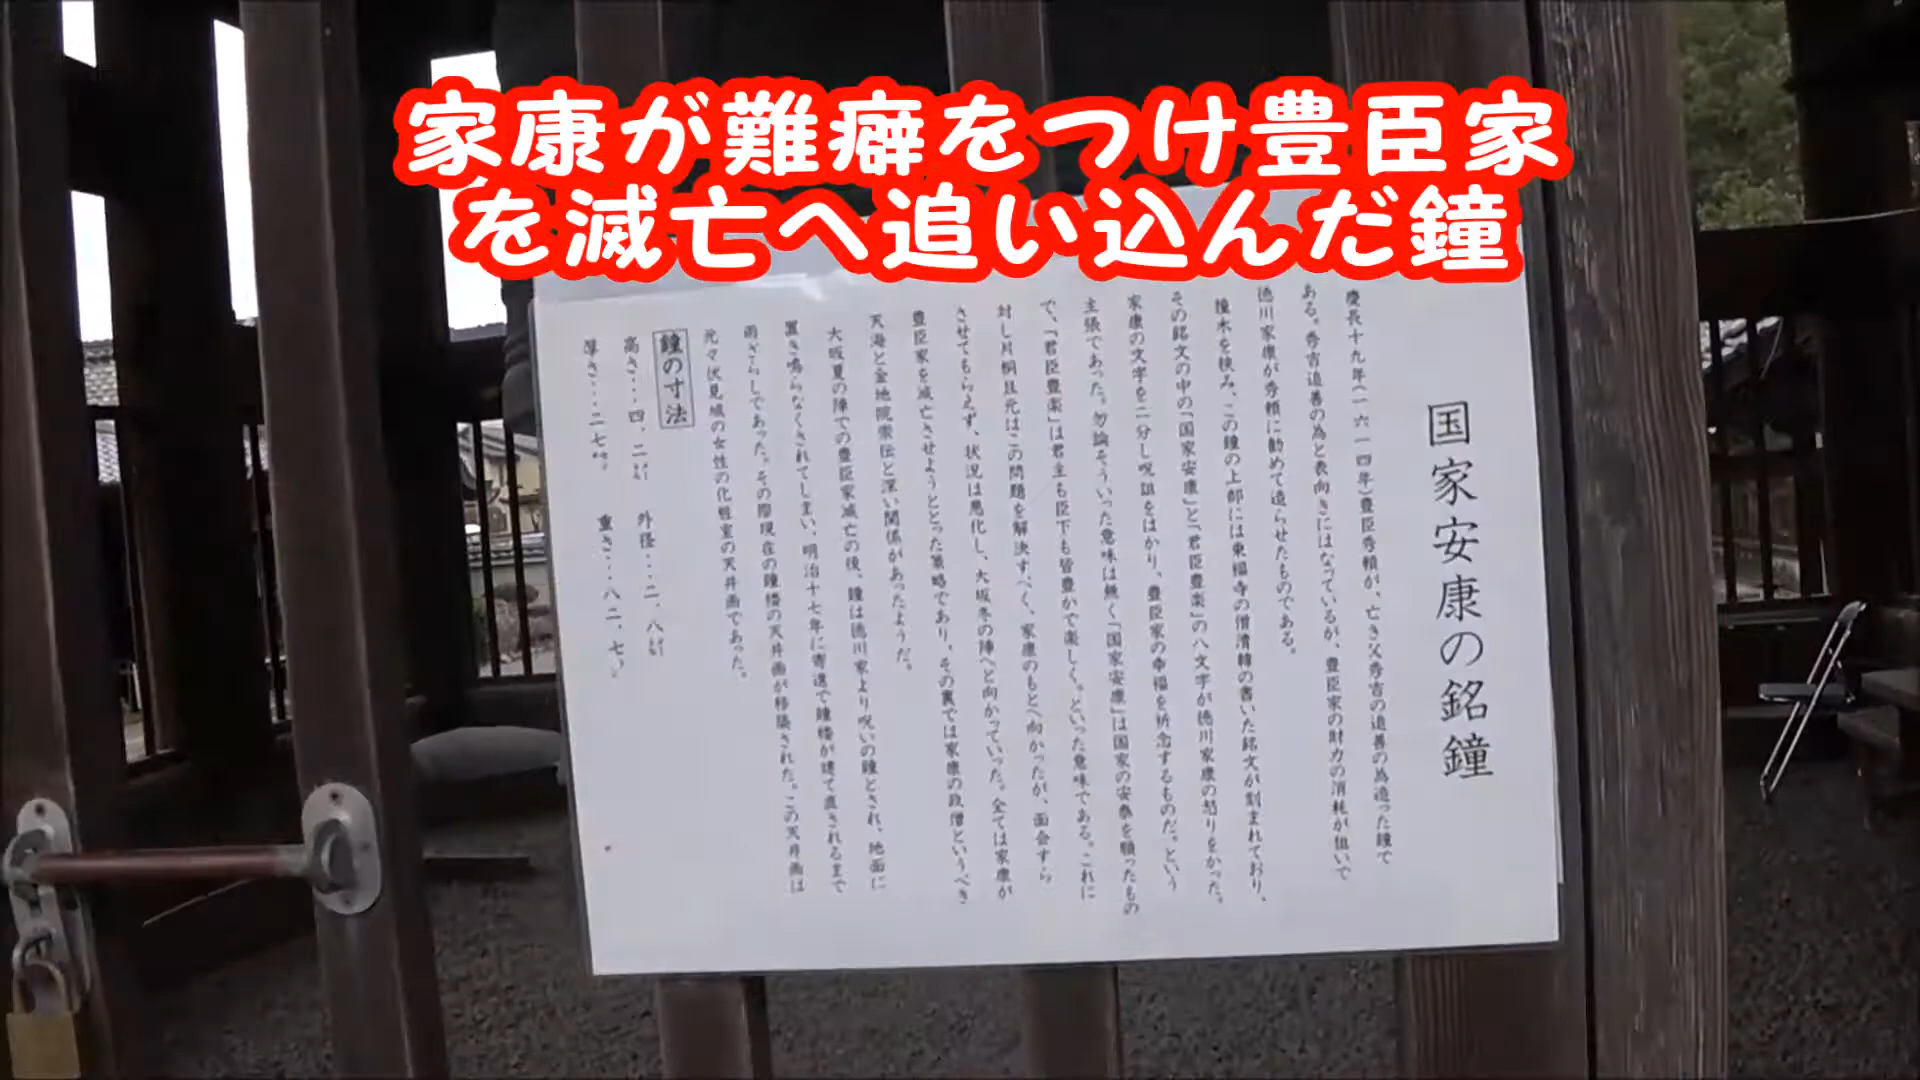 家康が難癖をつけ豊臣家
を滅亡へ追い込んだ鐘
国家安康の銘鐘
慶長十九年(一六一四年)豊臣秀頼が、亡き父秀吉の追善の為造った鐘で
ある。秀吉追善の為と表向きにはなっているが、豊臣家の財力の消耗が狙いで
徳川家康が秀頼に勧めて造らせたものである。
撞木を挟み、この鐘の上部には東福寺の僧清韓の書いた銘文が刻まれており、
その銘文の中の「国家安康」と「君臣豊楽」の八文字が徳川家康の怒りをかった。
家康の文字を二分し呪詛をはかり、豊臣家の幸福を祈念するものだ。という
主張であった。勿論そういった意味は無く「国家安康」は国家の安泰を願ったもの
で、「君臣豊楽」は君主も臣下も皆豊かで楽しく。といった意味である。これに
対し片桐且元はこの問題を解決すべく、家康のもとへ向かったが、面会すら
させてもらえず、状況は悪化し、大坂冬の陣へと向かっていった。全ては家康が
豊臣家を滅亡させようととった策略であり、その裏では家康の政僧というべき
天海と金地院崇伝と深い関係があったようだ。
大坂夏の陣での豊臣家滅亡の後、鐘は徳川家より呪いの鐘とされ、地面に
置き鳴らなくされてしまい、明治十七年に寄進で鐘楼が建て直されるまで
雨ざらしであった。その際現在の鐘楼の天井画が移築された。この天井画は
元々伏見城の女性の化粧室の天井画であった。
鐘の寸法
高さ…四.二㍍ 外径…二.八㍍
厚さ…二七㌢ 重さ…八二.七㌧